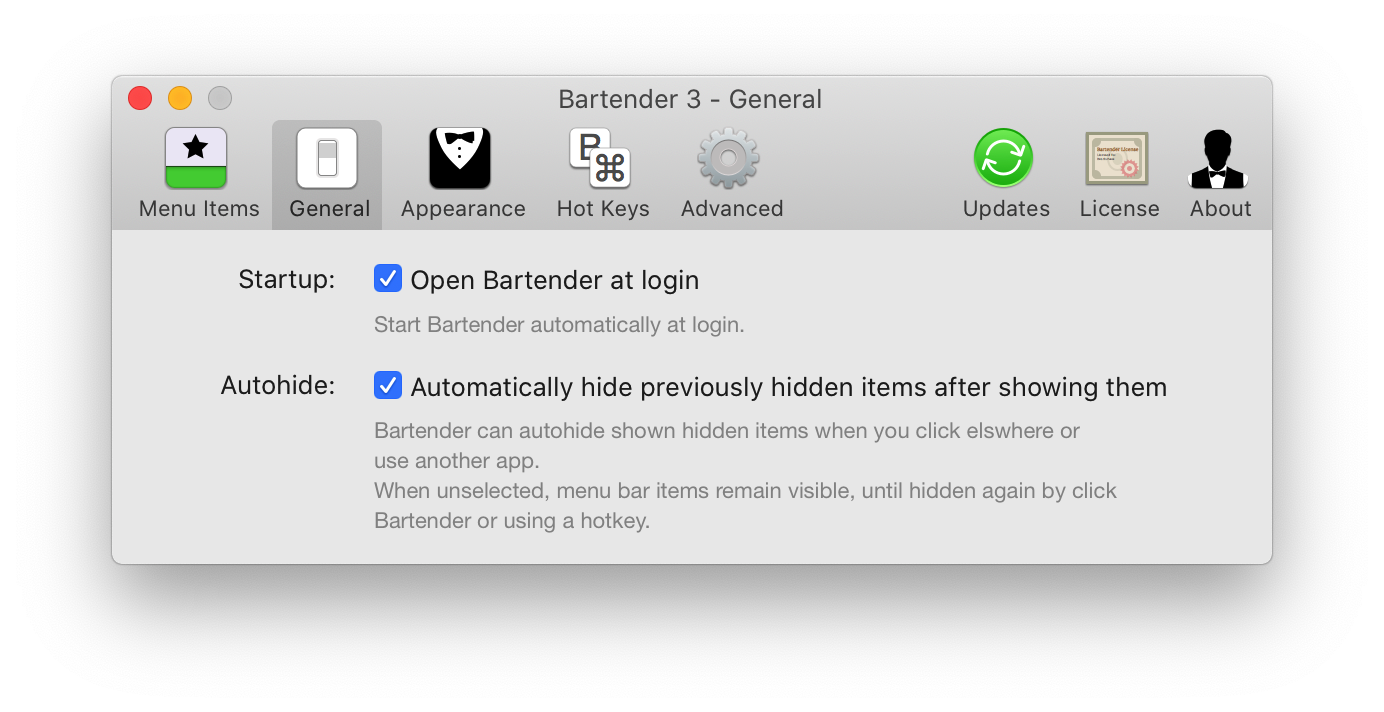 Bartender 3 - General
B
⌘
Bartender License
Menu Items
General
Appearance
Hot Keys
Advanced
Updates
License
About
Startup:
Open Bartender at login
Start Bartender automatically at login.
Autohide:
Automatically hide previously hidden items after showing them
Bartender can autohide shown hidden items when you click elswhere or
use another app.
When unselected, menu bar items remain visible, until hidden again by click
Bartender or using a hotkey.